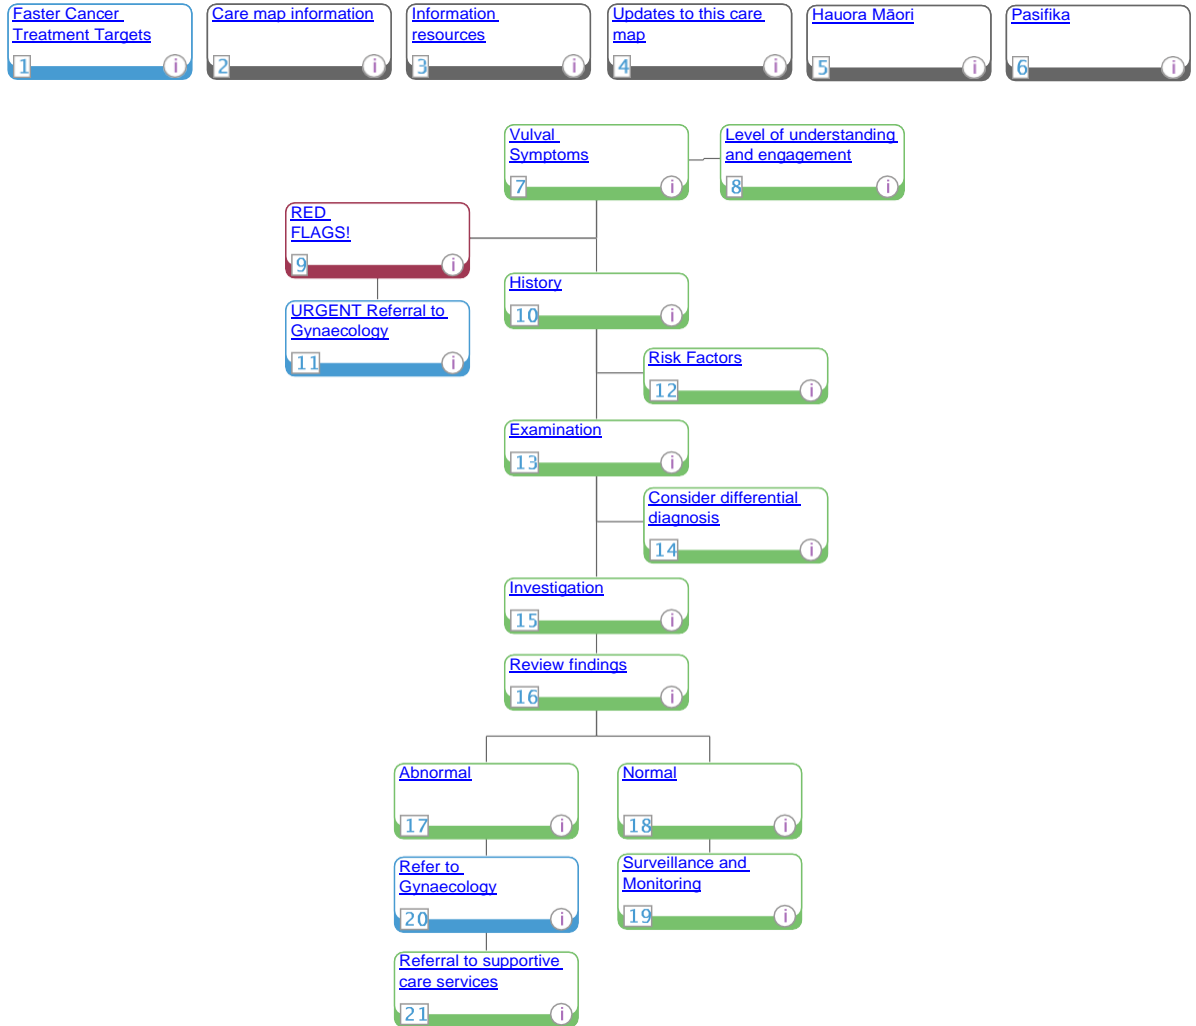 Faster Cancer
Treatment Targets
1
i
Care map information
2
i
Information
resources
3
i
Updates to this care
map
4
i
Hauora Māori
5
i
Pasifika
6
i
Vulval
Symptoms
7
i
Level of understanding
and engagement
8
i
RED
FLAGS!
9
i
History
10
i
URGENT Referral to
Gynaecology
11
i
Risk Factors
12
i
Examination
13
i
Consider differential
diagnosis
14
i
Investigation
15
i
Review findings
16
i
Abnormal
17
i
Normal
18
i
Surveillance and
Monitoring
19
i
Refer to
Gynaecology
20
i
Referral to supportive
care services
21
i